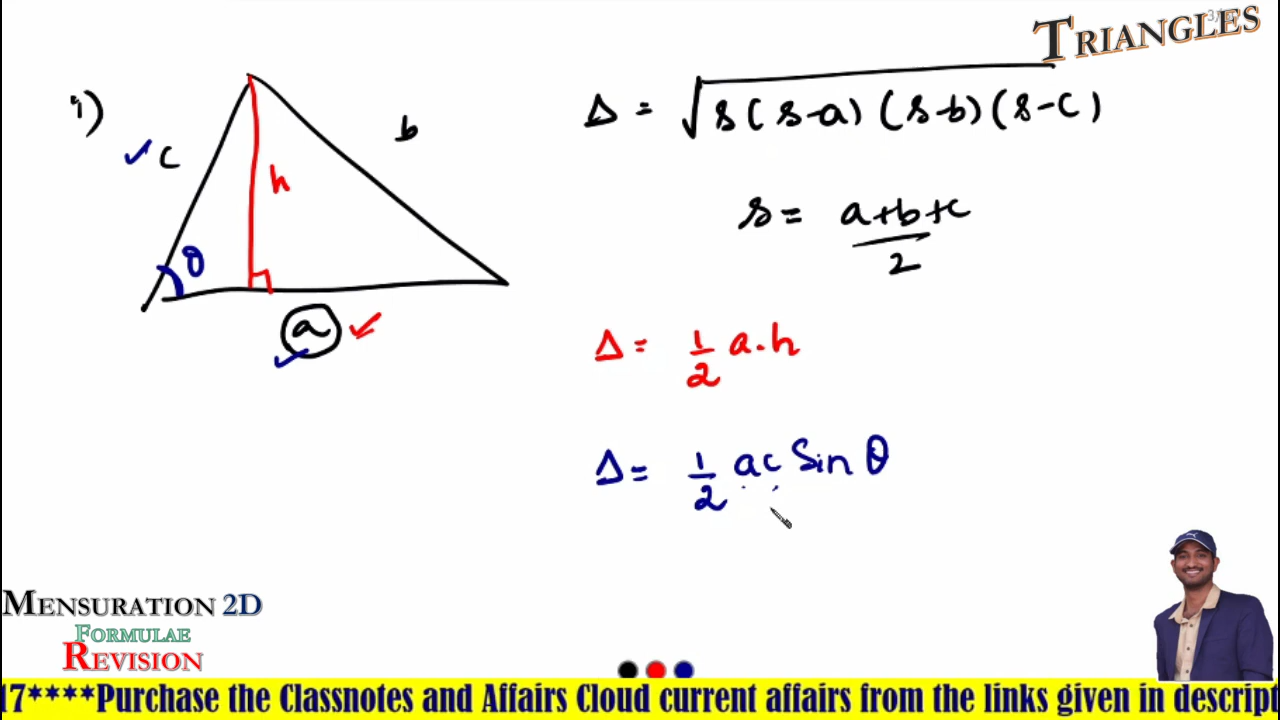 TRIANGLES
1)
c
b
h
θ
a
Δ = √s(s-a)(s-b)(s-c)
s = a+b+c
2
Δ = 1/2 a.h
Δ = 1/2 ac Sin θ
MENSURATION 2D
FORMULAE
REVISION
17****Purchase the Classnotes and Affairs Cloud current affairs from the links given in descript